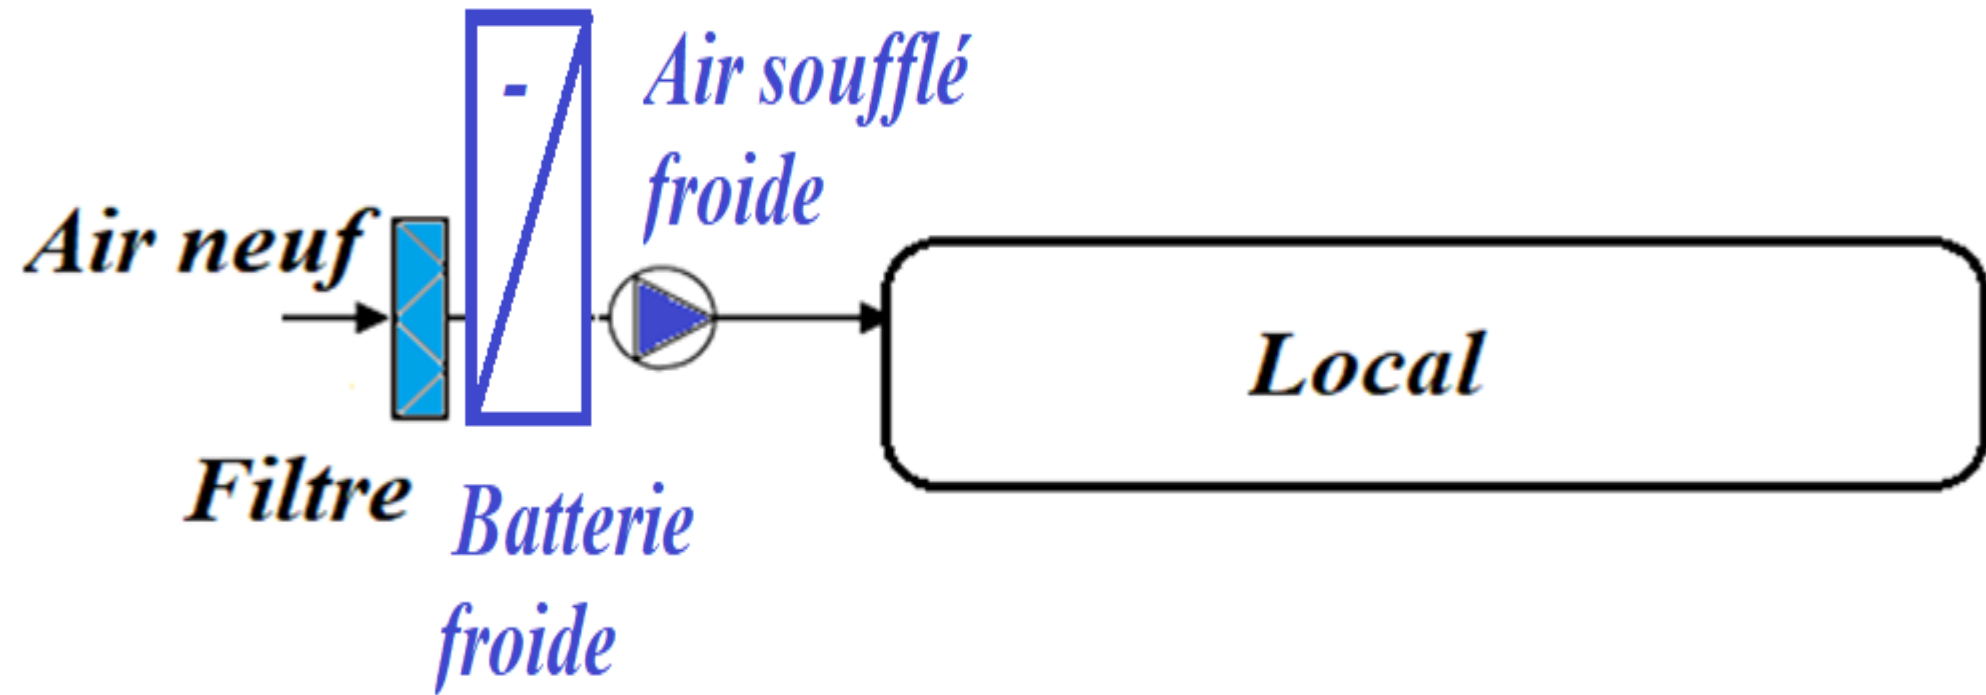 Air soufflé
froide
-
Air neuf
Filtre
Local
Batterie
froide